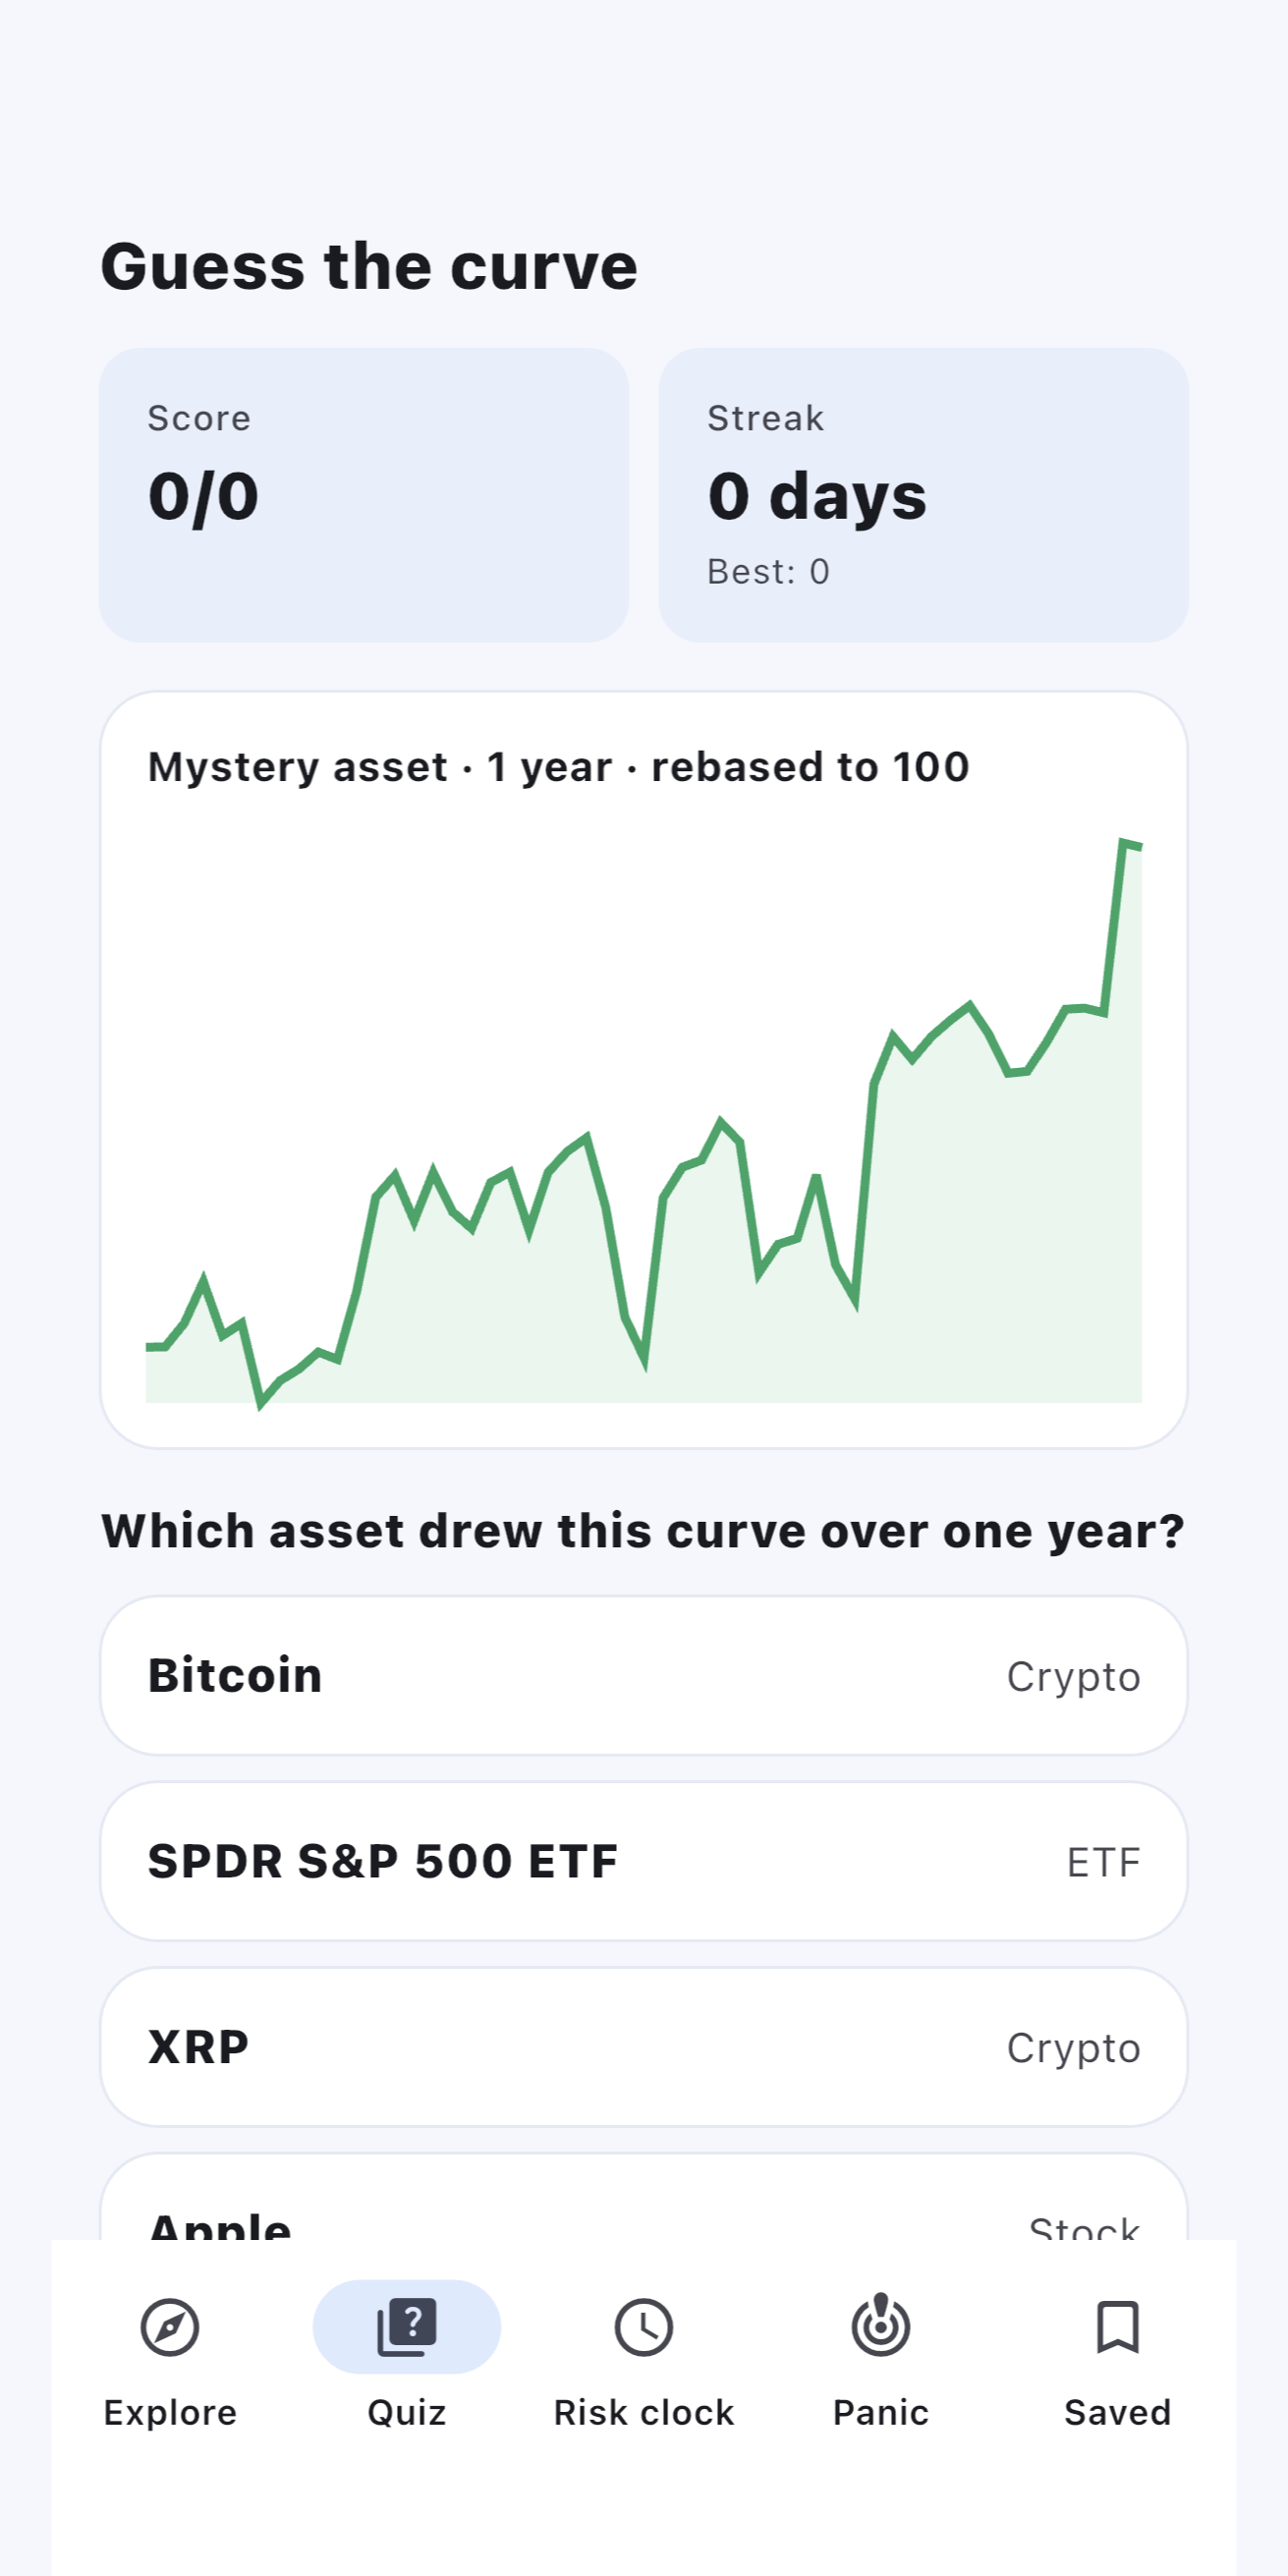 Guess the curve
Score
0/0
Streak
0 days
Best: 0
Mystery asset · 1 year · rebased to 100
Which asset drew this curve over one year?
Bitcoin
Crypto
SPDR S&P 500 ETF
ETF
XRP
Crypto
Apple
Stock
Explore
Quiz
Risk clock
Panic
Saved